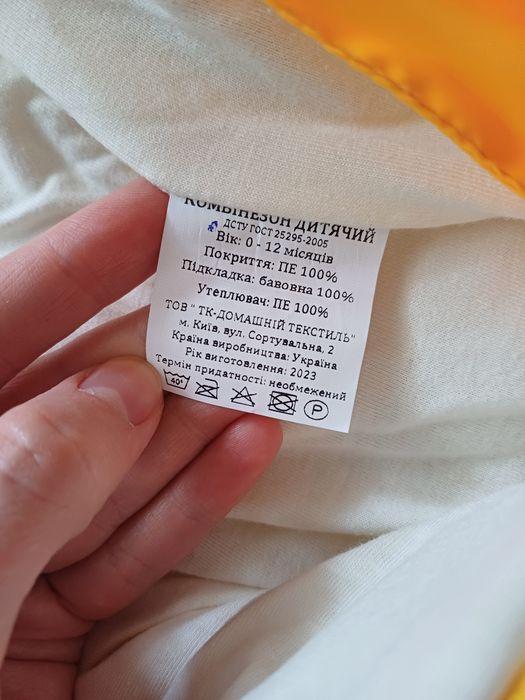 КОМБІНЕЗОН ДИТЯЧИЙ
ДСТУ ГОСТ 25295-2005
Вік: 0 - 12 місяців
Покриття: ПЕ 100%
Підкладка: бавовна 100%
Утеплювач: ПЕ 100%
ТОВ " ТК-ДОМАШНІЙ ТЕКСТИЛЬ"
м. Київ, вул. Сортувальна, 2
Країна виробництва: Україна
Рік виготовлення: 2023
Термін придатності: необмежений
40° P